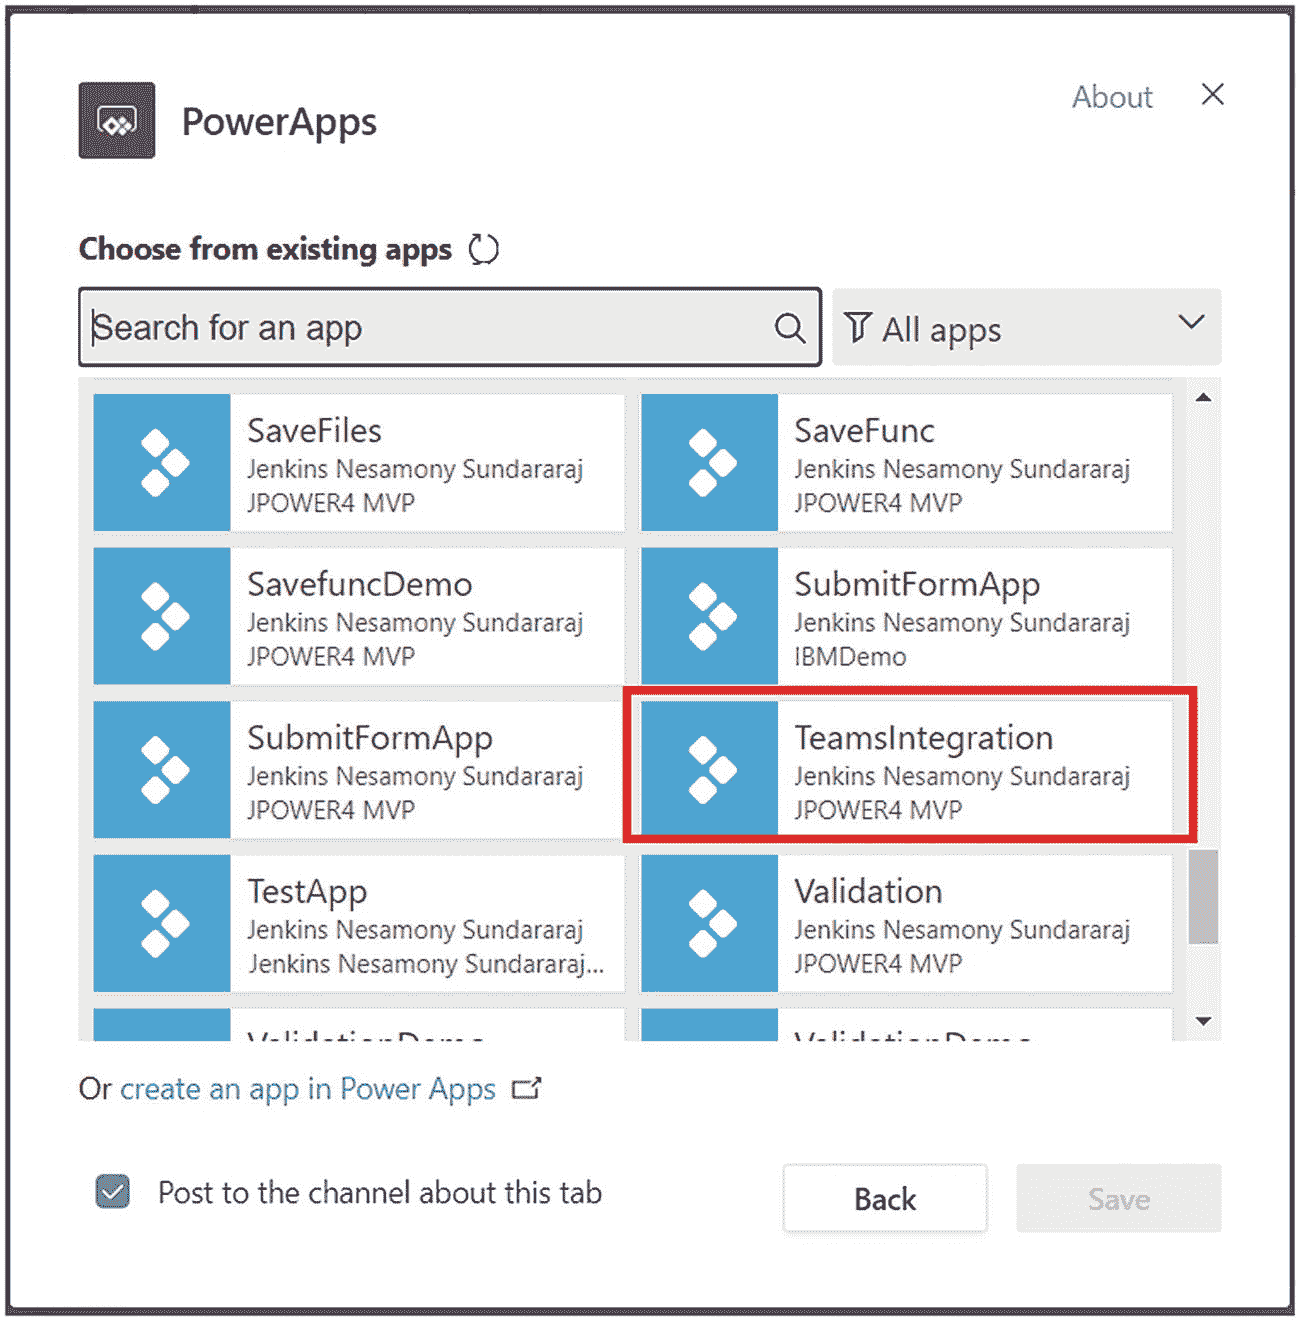 PowerApps
About
Choose from existing apps
Search for an app
All apps
SaveFiles
Jenkins Nesamony Sundararaj
JPOWER4 MVP
SaveFunc
Jenkins Nesamony Sundararaj
JPOWER4 MVP
SavefuncDemo
Jenkins Nesamony Sundararaj
JPOWER4 MVP
SubmitFormApp
Jenkins Nesamony Sundararaj
IBMDemo
SubmitFormApp
Jenkins Nesamony Sundararaj
JPOWER4 MVP
TeamsIntegration
Jenkins Nesamony Sundararaj
JPOWER4 MVP
TestApp
Jenkins Nesamony Sundararaj
Jenkins Nesamony Sundararaj...
Validation
Jenkins Nesamony Sundararaj
JPOWER4 MVP
ValidationDemo
ValidationDemo
Or create an app in Power Apps
Post to the channel about this tab
Back
Save